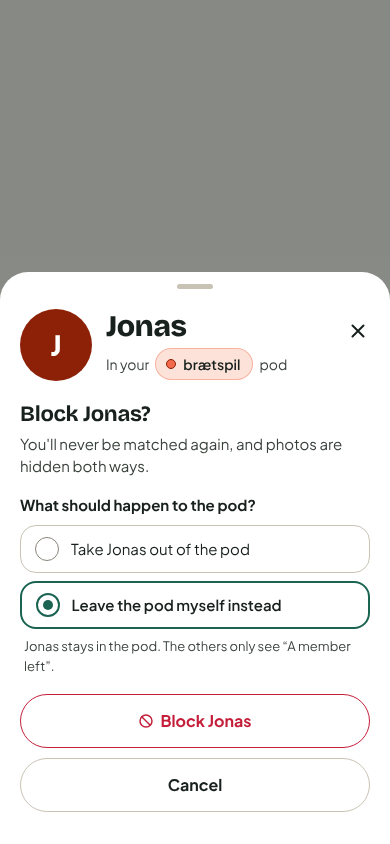 J
Jonas
In your brætspil pod
Block Jonas?
You'll never be matched again, and photos are
hidden both ways.
What should happen to the pod?
Take Jonas out of the pod
Leave the pod myself instead
Jonas stays in the pod. The others only see “A member
left”.
Block Jonas
Cancel